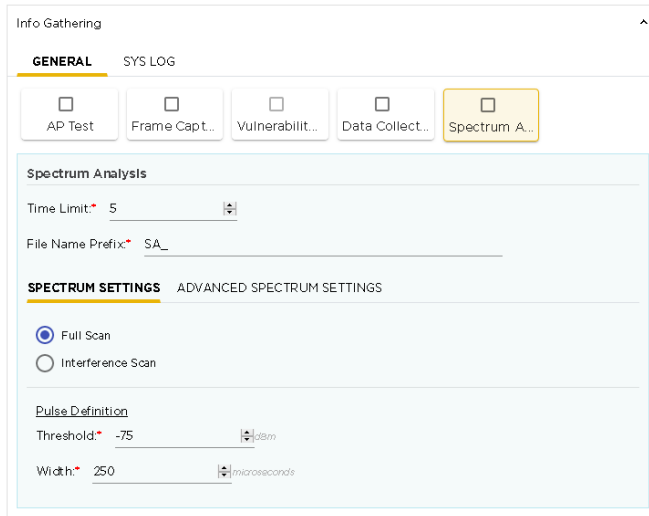 Info Gathering
GENERAL SYS LOG
AP Test Frame Capt... Vulnerabilit... Data Collect... Spectrum A...
Spectrum Analysis
Time Limit:* 5
File Name Prefix:* SA_
SPECTRUM SETTINGS ADVANCED SPECTRUM SETTINGS
Full Scan
Interference Scan
Pulse Definition
Threshold:* -75 dBm
Width:* 250 microseconds